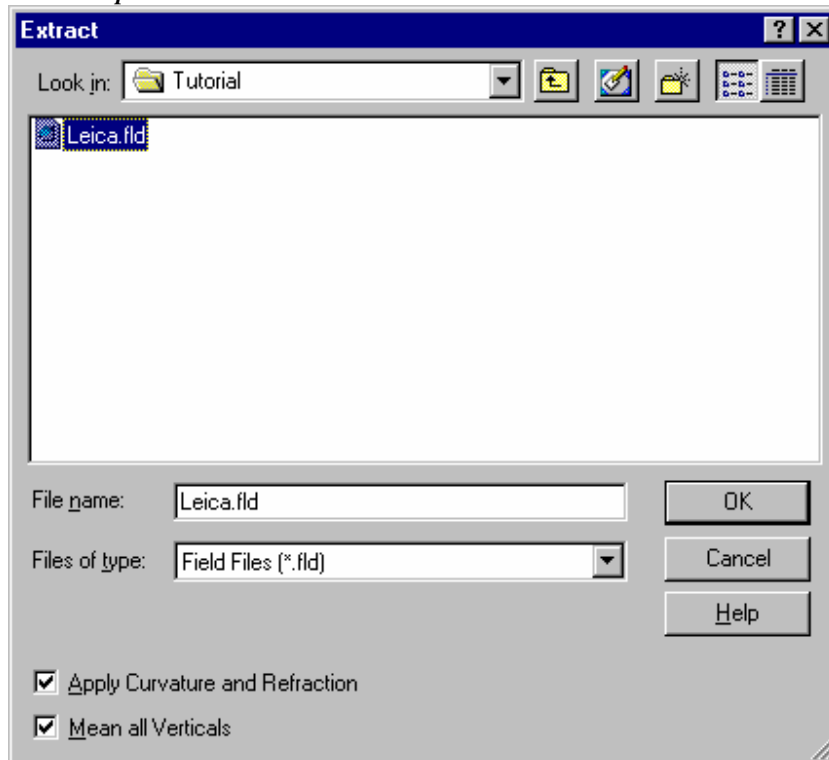 Extract
Look in: Tutorial
Leica.fld
File name: Leica.fld
OK
Files of type: Field Files (*.fld)
Cancel
Help
Apply Curvature and Refraction
Mean all Verticals